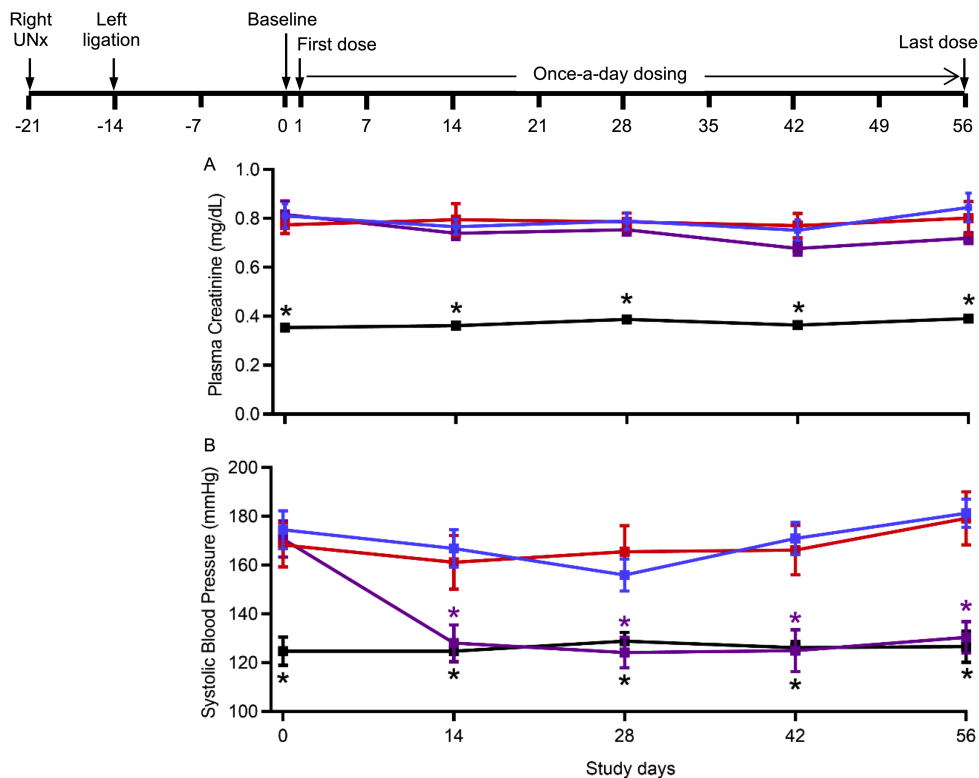 Right UNx
Left ligation
Baseline
First dose
Last dose
Once-a-day dosing
-21 -14 -7 0 1 7 14 21 28 35 42 49 56
A
Plasma Creatinine (mg/dL)
1.0
0.8
0.6
0.4
0.2
0.0
* * * * *
B
Systolic Blood Pressure (mmHg)
200
180
160
140
120
100
* * * *
* * * * *
0 14 28 42 56
Study days